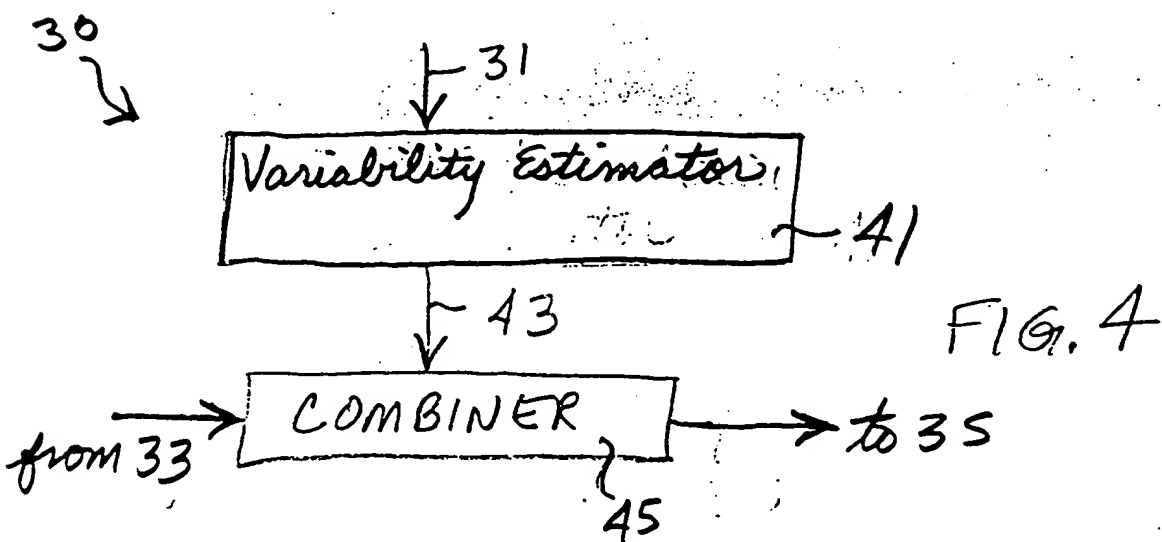 30
31
Variability Estimator
41
43
FIG. 4
COMBINER
from 33
to 35
45